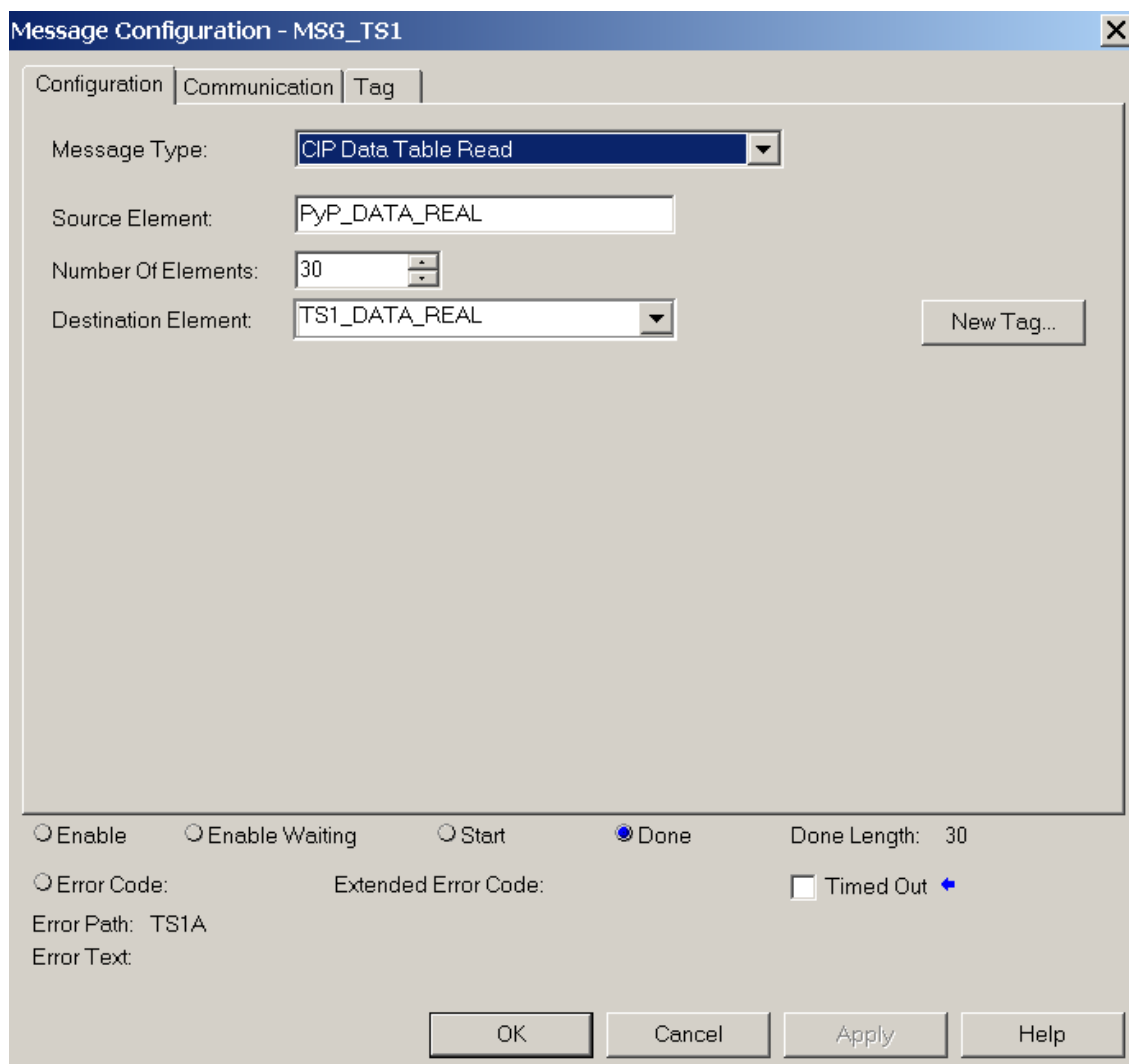 Message Configuration - MSG_TS1
Configuration Communication Tag
Message Type: CIP Data Table Read
Source Element: PyP_DATA_REAL
Number Of Elements: 30
Destination Element: TS1_DATA_REAL New Tag...
Enable Enable Waiting Start Done Done Length: 30
Error Code: Extended Error Code: Timed Out
Error Path: TS1A
Error Text:
OK Cancel Apply Help